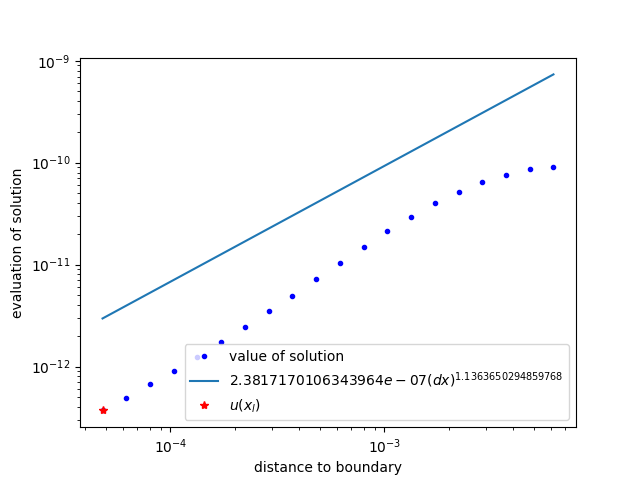 10⁻⁹
10⁻¹⁰
10⁻¹¹
10⁻¹²
evaluation of solution
value of solution
2.3817170106343964e − 07(dx)^1.1363650294859768
u(x_l)
10⁻⁴
10⁻³
distance to boundary